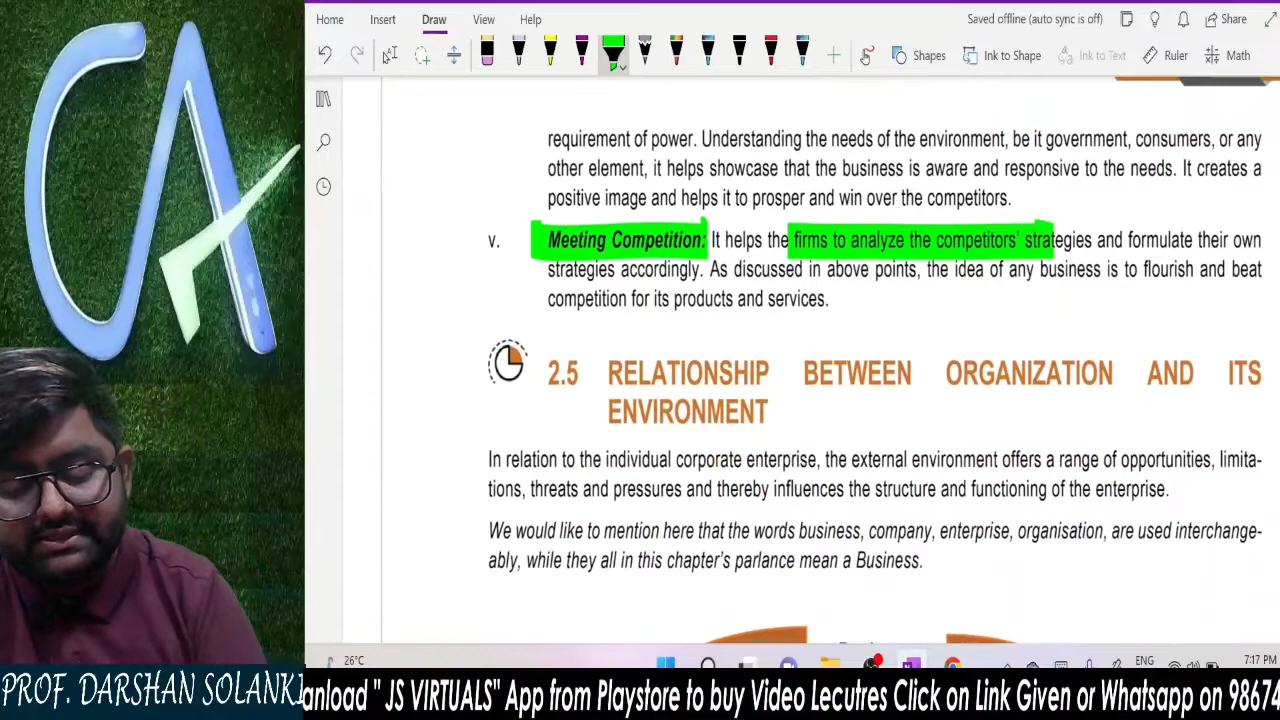 CA
Home Insert Draw View Help Saved offline (auto sync is off) Share
Shapes Ink to Shape Ink to Text Ruler Math
requirement of power. Understanding the needs of the environment, be it government, consumers, or any
other element, it helps showcase that the business is aware and responsive to the needs. It creates a
positive image and helps it to prosper and win over the competitors.
v. Meeting Competition: It helps the firms to analyze the competitors' strategies and formulate their own
strategies accordingly. As discussed in above points, the idea of any business is to flourish and beat
competition for its products and services.
2.5 RELATIONSHIP BETWEEN ORGANIZATION AND ITS
ENVIRONMENT
In relation to the individual corporate enterprise, the external environment offers a range of opportunities, limita-
tions, threats and pressures and thereby influences the structure and functioning of the enterprise.
We would like to mention here that the words business, company, enterprise, organisation, are used interchange-
ably, while they all in this chapter's parlance mean a Business.
26°C ENG 7:17 PM
PROF. DARSHAN SOLANKI
anload " JS VIRTUALS" App from Playstore to buy Video Lecutres Click on Link Given or Whatsapp on 98674